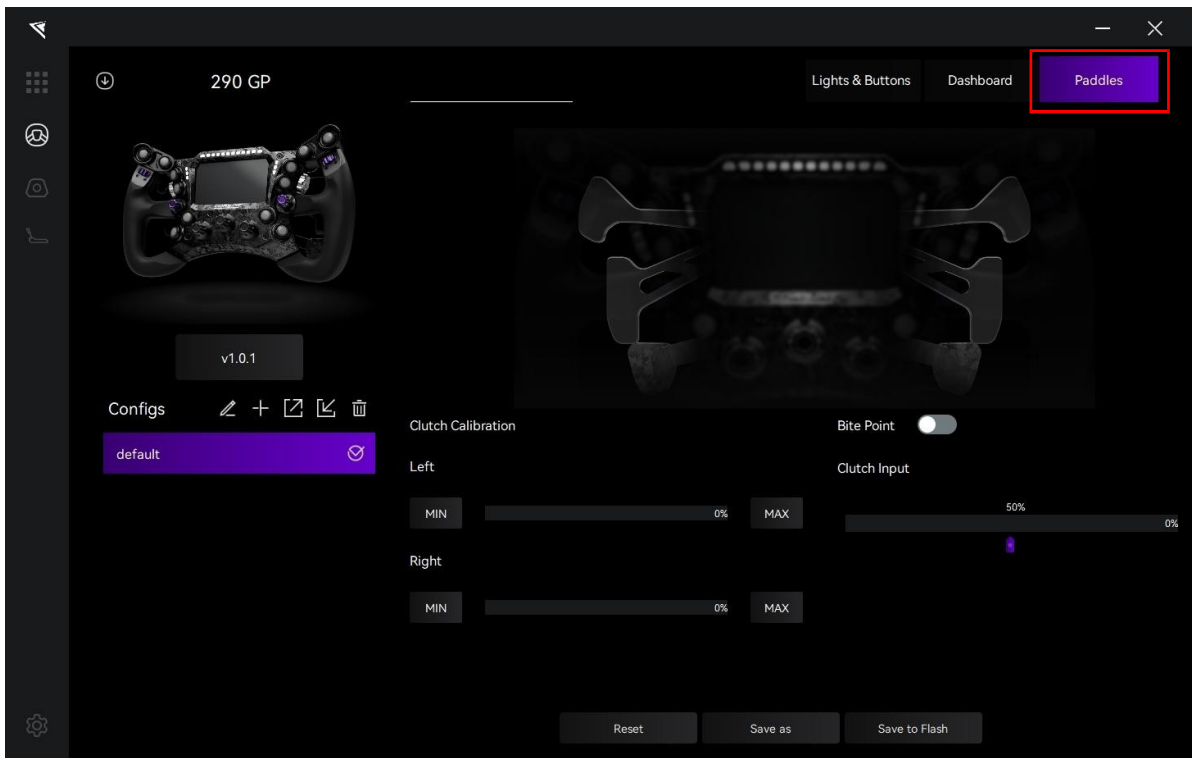 290 GP
Lights & Buttons Dashboard Paddles
v1.0.1
Configs
default
Clutch Calibration
Left
MIN 0% MAX
Right
MIN 0% MAX
Bite Point
Clutch Input
50%
0%
Reset Save as Save to Flash